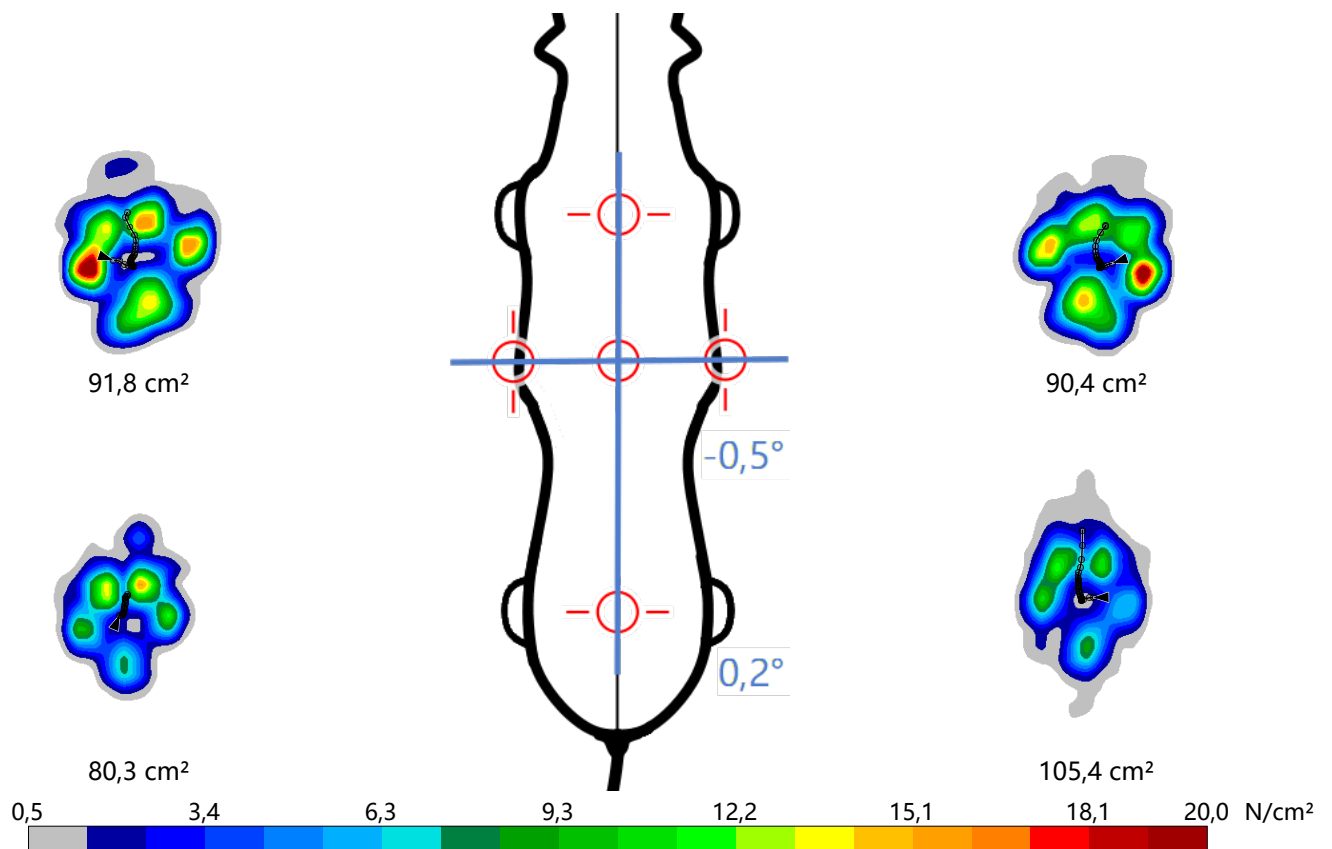 91,8 cm²
90,4 cm²
-0,5°
0,2°
80,3 cm²
105,4 cm²
0,5 3,4 6,3 9,3 12,2 15,1 18,1 20,0 N/cm²